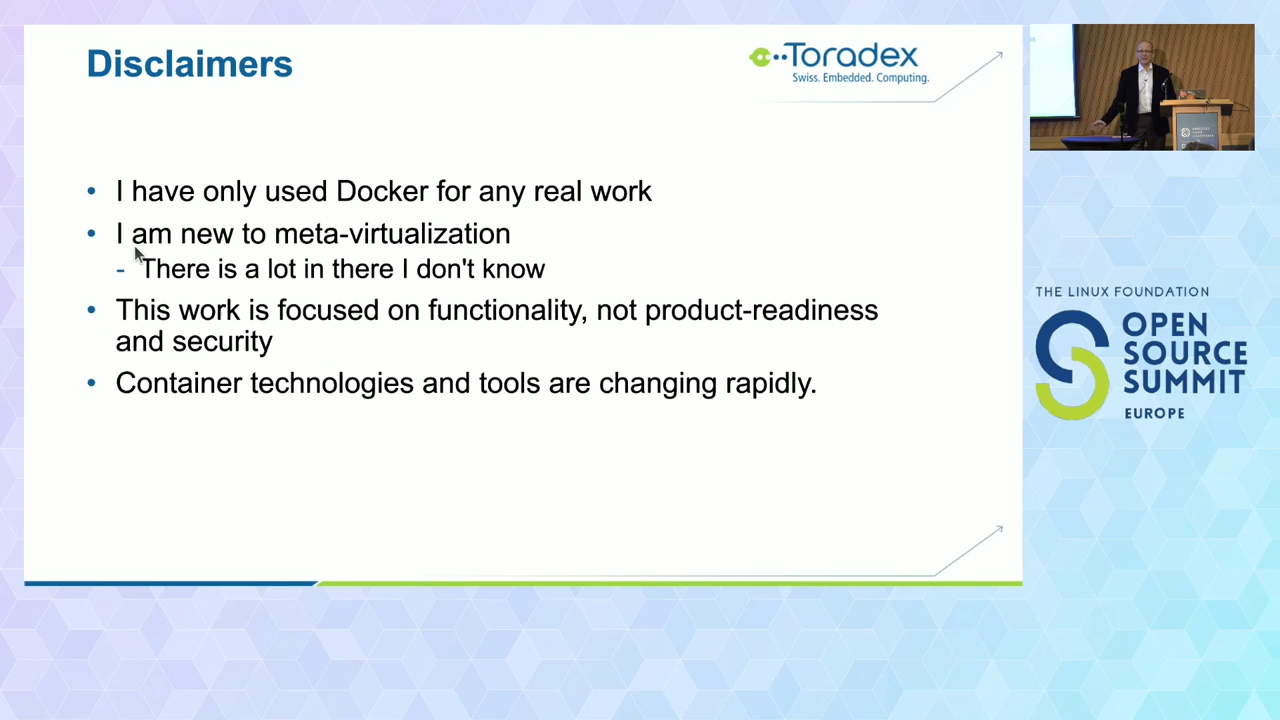 Disclaimers
Toradex
Swiss. Embedded. Computing.
• I have only used Docker for any real work
• I am new to meta-virtualization
- There is a lot in there I don't know
• This work is focused on functionality, not product-readiness
and security
• Container technologies and tools are changing rapidly.
THE LINUX FOUNDATION
OPEN
SOURCE
SUMMIT
EUROPE